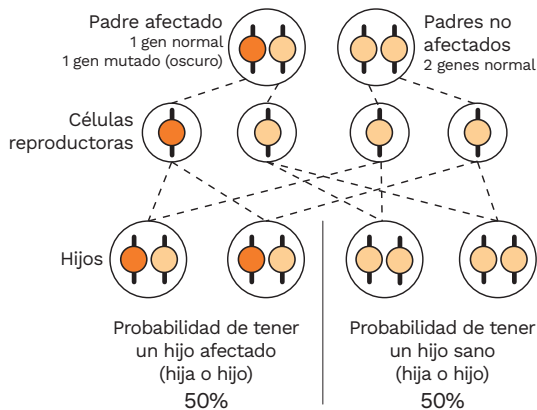 Padre afectado
1 gen normal
1 gen mutado (oscuro)
Padres no
afectados
2 genes normal
Células
reproductoras
Hijos
Probabilidad de tener
un hijo afectado
(hija o hijo)
50%
Probabilidad de tener
un hijo sano
(hija o hijo)
50%